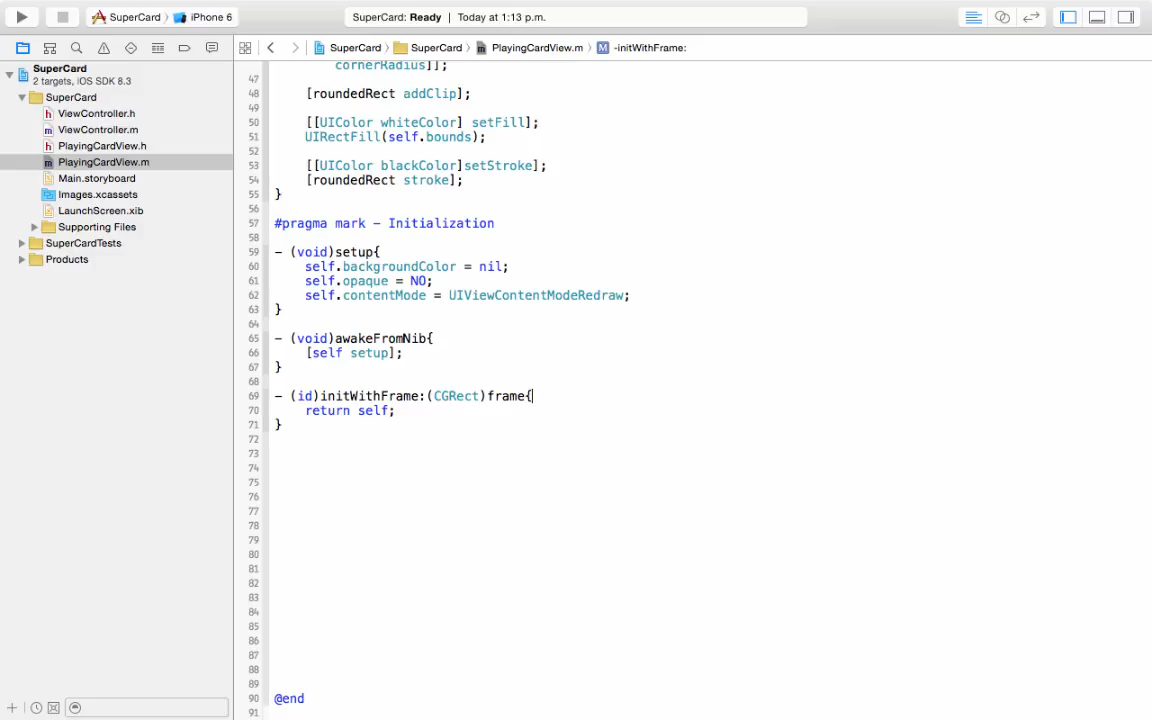 SuperCard
iPhone 6
SuperCard: Ready | Today at 1:13 p.m.
SuperCard
SuperCard
PlayingCardView.m
M -initWithFrame:
SuperCard
2 targets, iOS SDK 8.3
SuperCard
h ViewController.h
m ViewController.m
h PlayingCardView.h
m PlayingCardView.m
Main.storyboard
Images.xcassets
LaunchScreen.xib
Supporting Files
SuperCardTests
Products
cornerRadius]];
47
48 [roundedRect addClip];
49
50 [[UIColor whiteColor] setFill];
51 UIRectFill(self.bounds);
52
53 [[UIColor blackColor]setStroke];
54 [roundedRect stroke];
55 }
56
57 #pragma mark - Initialization
58
59 - (void)setup{
60 self.backgroundColor = nil;
61 self.opaque = NO;
62 self.contentMode = UIViewContentModeRedraw;
63 }
64
65 - (void)awakeFromNib{
66 [self setup];
67 }
68
69 - (id)initWithFrame:(CGRect)frame{
70 return self;
71 }
72
73
74
75
76
77
78
79
80
81
82
83
84
85
86
87
88
89
90 @end
91